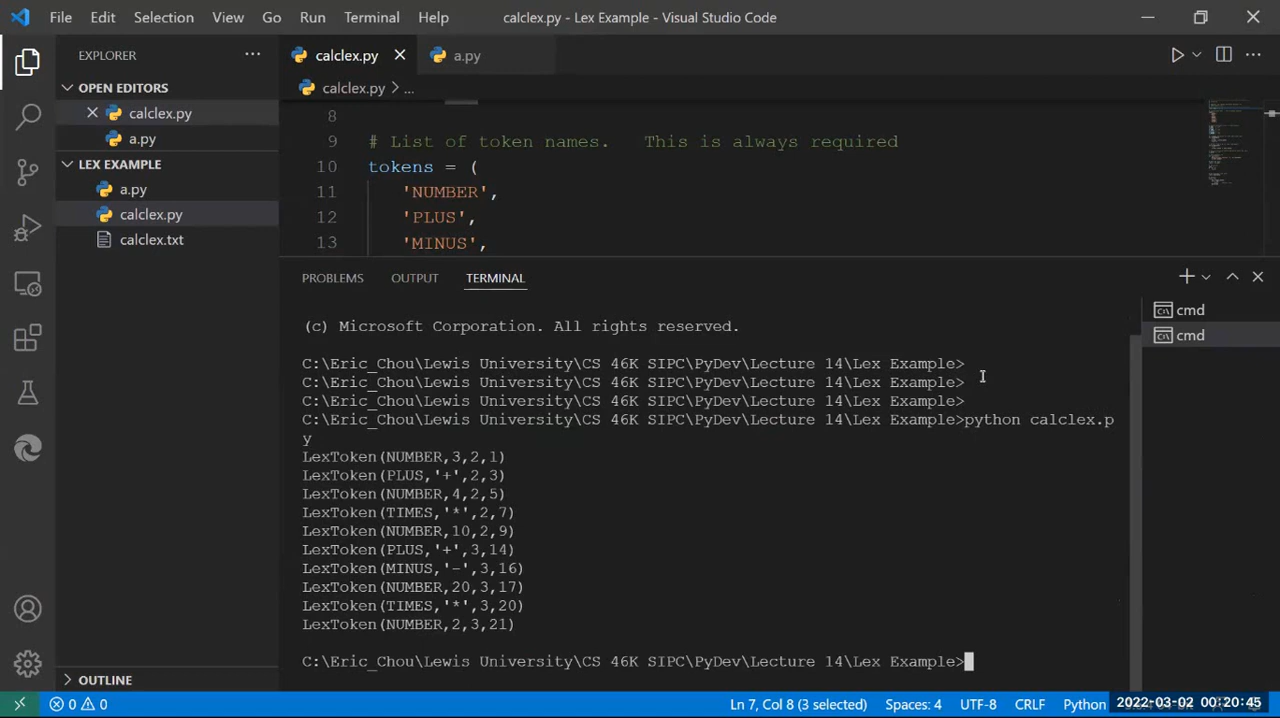 File Edit Selection View Go Run Terminal Help calclex.py - Lex Example - Visual Studio Code
EXPLORER
OPEN EDITORS
calclex.py
a.py
LEX EXAMPLE
a.py
calclex.py
calclex.txt
OUTLINE
calclex.py a.py
calclex.py > ...
8
9 # List of token names. This is always required
10 tokens = (
11 'NUMBER',
12 'PLUS',
13 'MINUS',
PROBLEMS OUTPUT TERMINAL
cmd
cmd
(c) Microsoft Corporation. All rights reserved.
C:\Eric_Chou\Lewis University\CS 46K SIPC\PyDev\Lecture 14\Lex Example>
C:\Eric_Chou\Lewis University\CS 46K SIPC\PyDev\Lecture 14\Lex Example>
C:\Eric_Chou\Lewis University\CS 46K SIPC\PyDev\Lecture 14\Lex Example>
C:\Eric_Chou\Lewis University\CS 46K SIPC\PyDev\Lecture 14\Lex Example>python calclex.p
y
LexToken(NUMBER,3,2,1)
LexToken(PLUS,'+',2,3)
LexToken(NUMBER,4,2,5)
LexToken(TIMES,'*',2,7)
LexToken(NUMBER,10,2,9)
LexToken(PLUS,'+',3,14)
LexToken(MINUS,'-',3,16)
LexToken(NUMBER,20,3,17)
LexToken(TIMES,'*',3,20)
LexToken(NUMBER,2,3,21)
C:\Eric_Chou\Lewis University\CS 46K SIPC\PyDev\Lecture 14\Lex Example>
0 0 Ln 7, Col 8 (3 selected) Spaces: 4 UTF-8 CRLF Python 2022-03-02 00:20:45